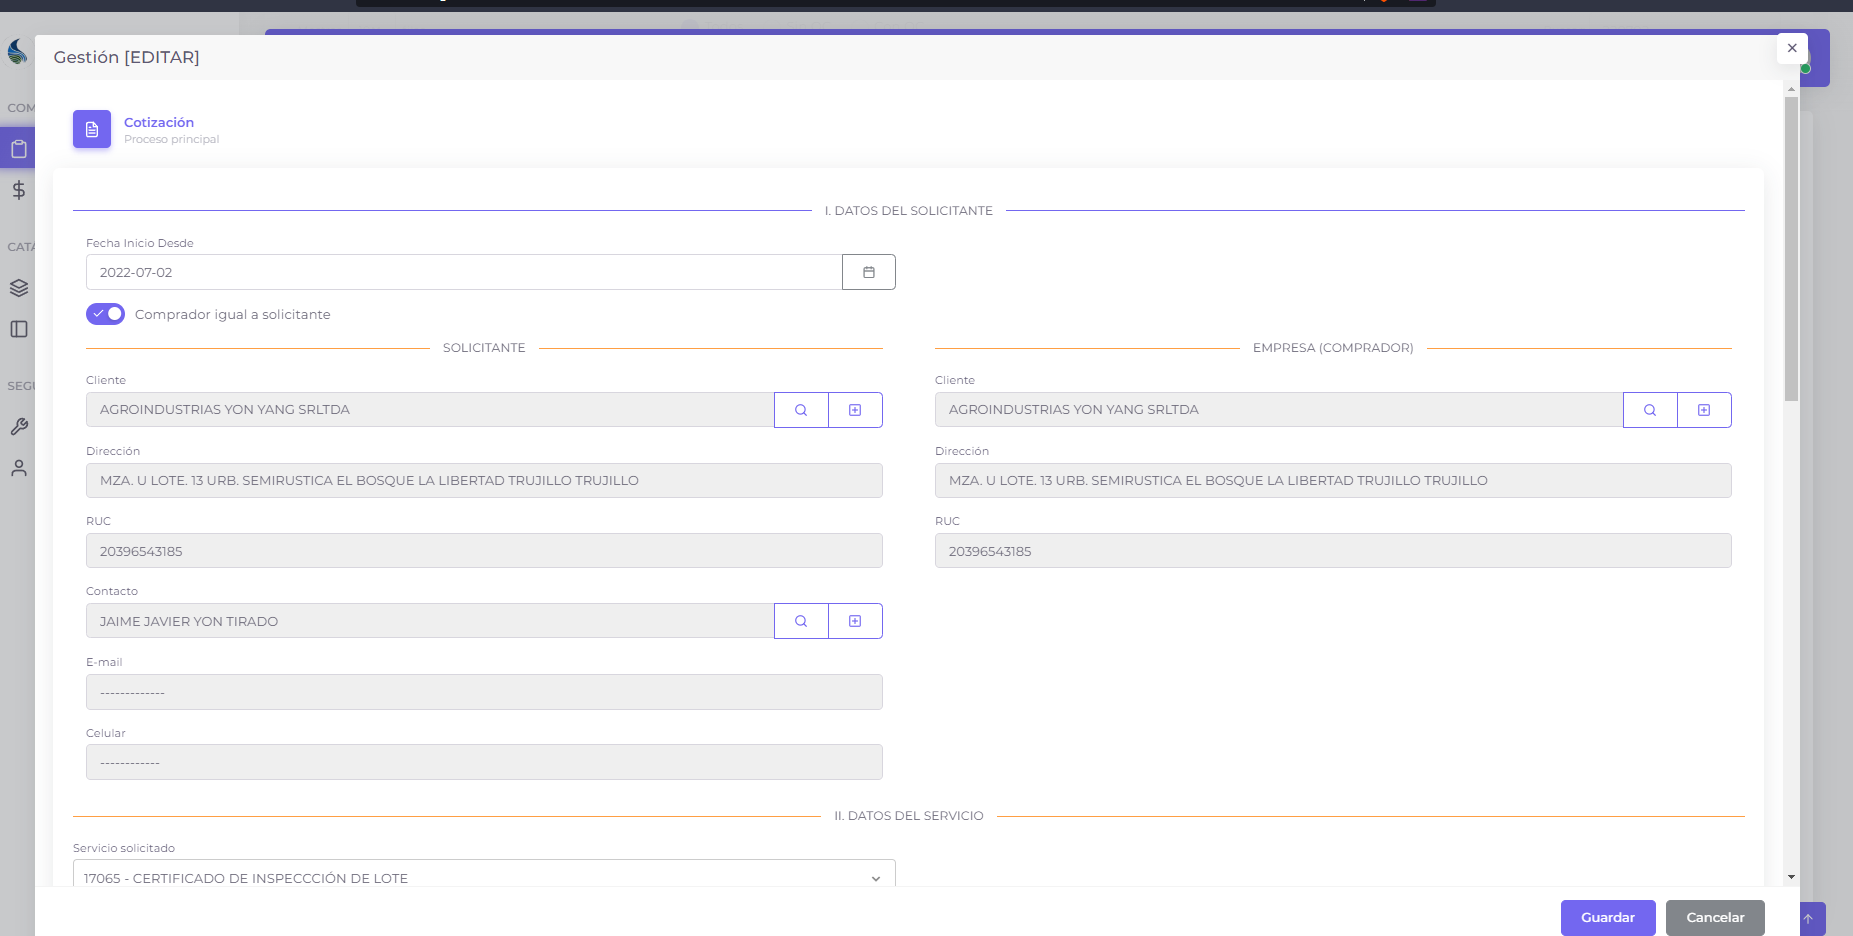 Gestión [EDITAR]
COM
Cotización
Proceso principal
I. DATOS DEL SOLICITANTE
CATÁ
Fecha Inicio Desde
2022-07-02
Comprador igual a solicitante
SOLICITANTE
EMPRESA (COMPRADOR)
SEGU
Cliente
Cliente
AGROINDUSTRIAS YON YANG SRLTDA
AGROINDUSTRIAS YON YANG SRLTDA
Dirección
Dirección
MZA. U LOTE. 13 URB. SEMIRUSTICA EL BOSQUE LA LIBERTAD TRUJILLO TRUJILLO
MZA. U LOTE. 13 URB. SEMIRUSTICA EL BOSQUE LA LIBERTAD TRUJILLO TRUJILLO
RUC
RUC
20396543185
20396543185
Contacto
JAIME JAVIER YON TIRADO
E-mail
-------------
Celular
------------
II. DATOS DEL SERVICIO
Servicio solicitado
17065 - CERTIFICADO DE INSPECCCIÓN DE LOTE
Guardar
Cancelar